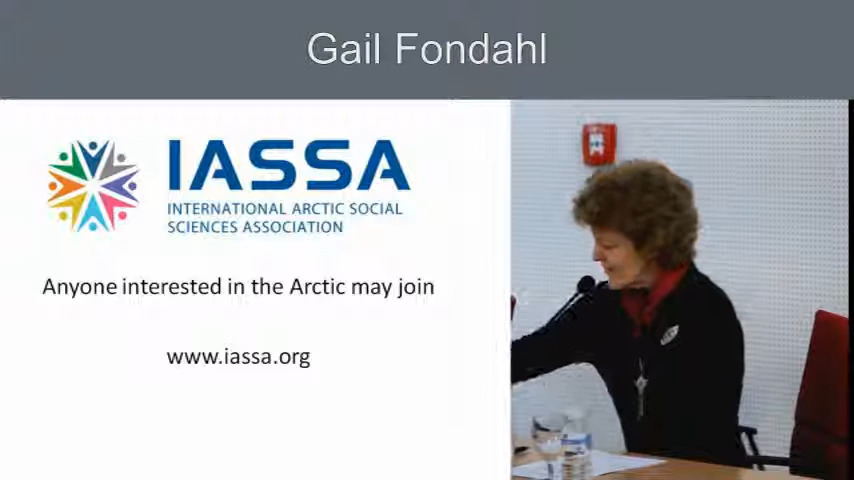 Gail Fondahl
IASSA
INTERNATIONAL ARCTIC SOCIAL
SCIENCES ASSOCIATION
Anyone interested in the Arctic may join
www.iassa.org